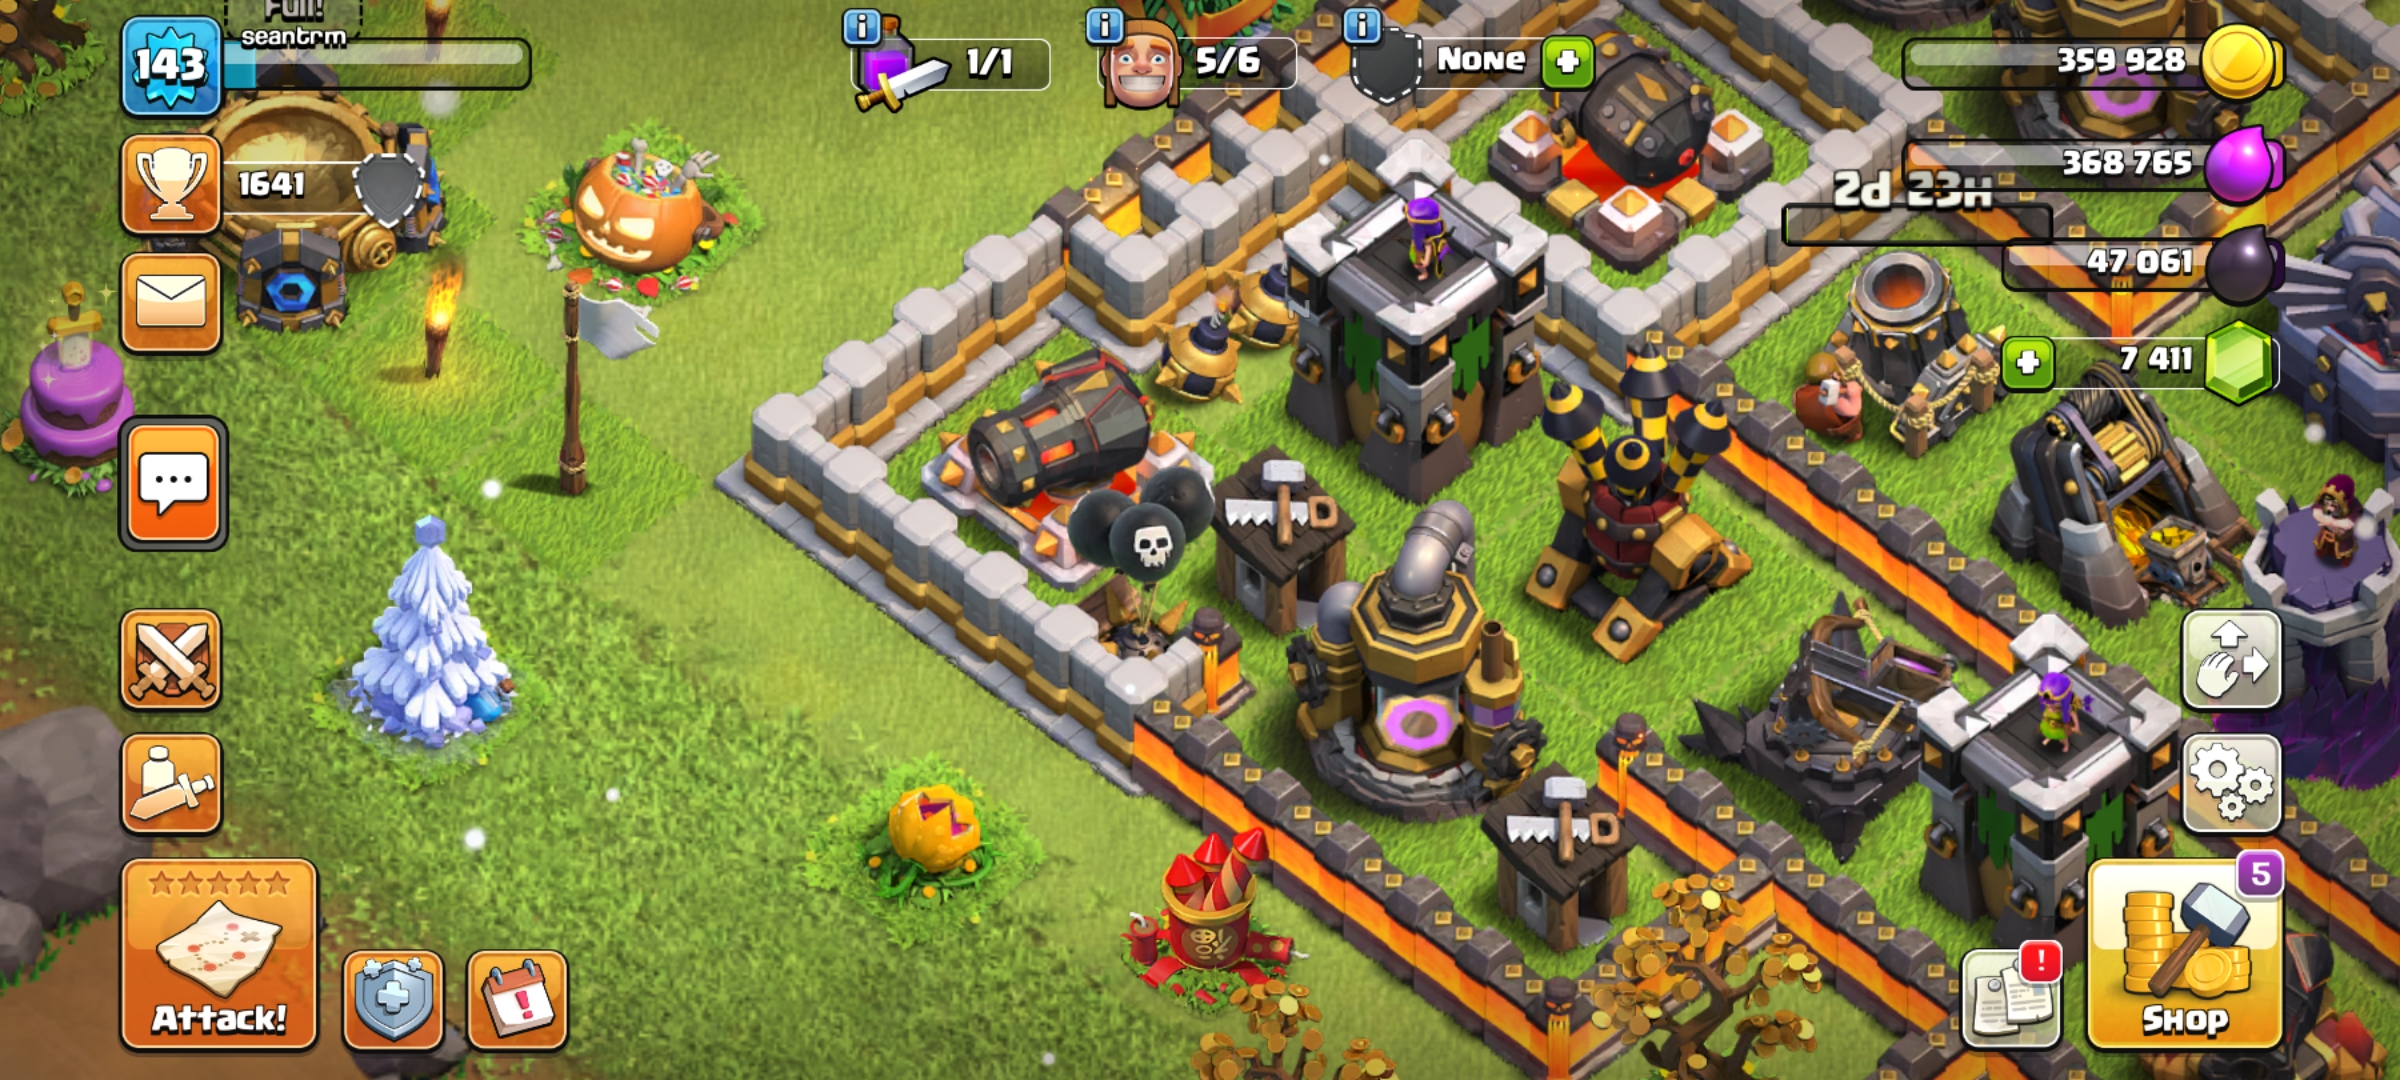 Full!
seantrm
143
1/1
5/6
None
359 928
1641
368 765
2d 23h
47 061
7 411
N
5
Attack!
Shop